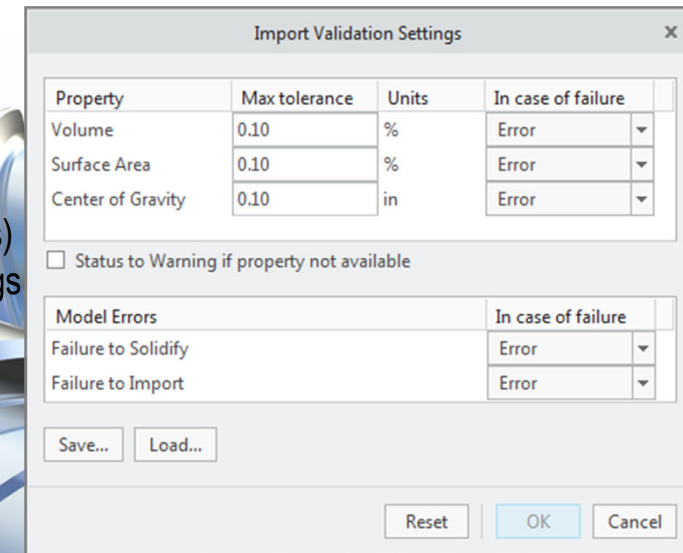 Import Validation Settings
Property Max tolerance Units In case of failure
Volume 0.10 % Error
Surface Area 0.10 % Error
Center of Gravity 0.10 in Error
s)
Status to Warning if property not available
gs
Model Errors In case of failure
Failure to Solidify Error
Failure to Import Error
Save... Load...
Reset OK Cancel